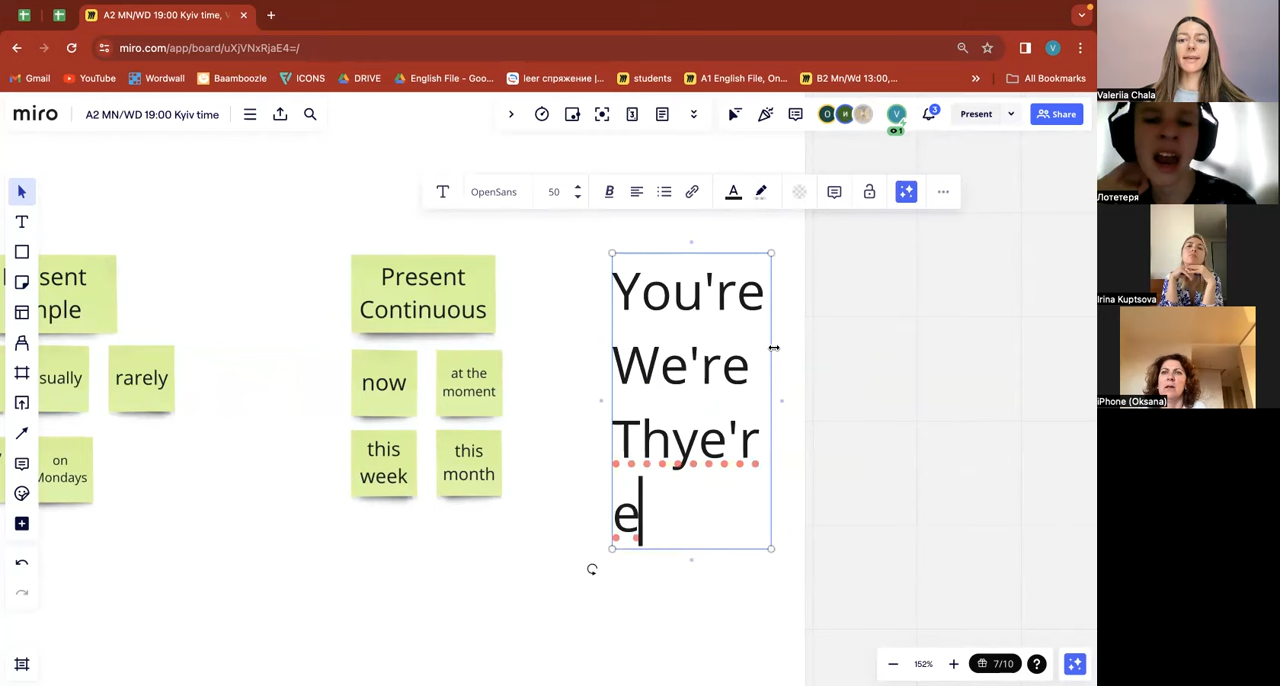 A2 MN/WD 19:00 Kyiv time,
miro.com/app/board/uXjVNxRjaE4=/
Gmail YouTube Wordwall Baamboozle ICONS DRIVE English File - Goo... leer спряжение |... students A1 English File, On... B2 Mn/Wd 13:00,... » All Bookmarks
miro A2 MN/WD 19:00 Kyiv time 3 Present Share
OpenSans 50 B A
Present
Continuous
now
at the
moment
this
week
this
month
sent
mple
sually
rarely
on
Mondays
You're
We're
Thye'r
e
152% 7/10 ?
Valeriia Chala
Лотетеря
Irina Kuptsova
iPhone (Oksana)